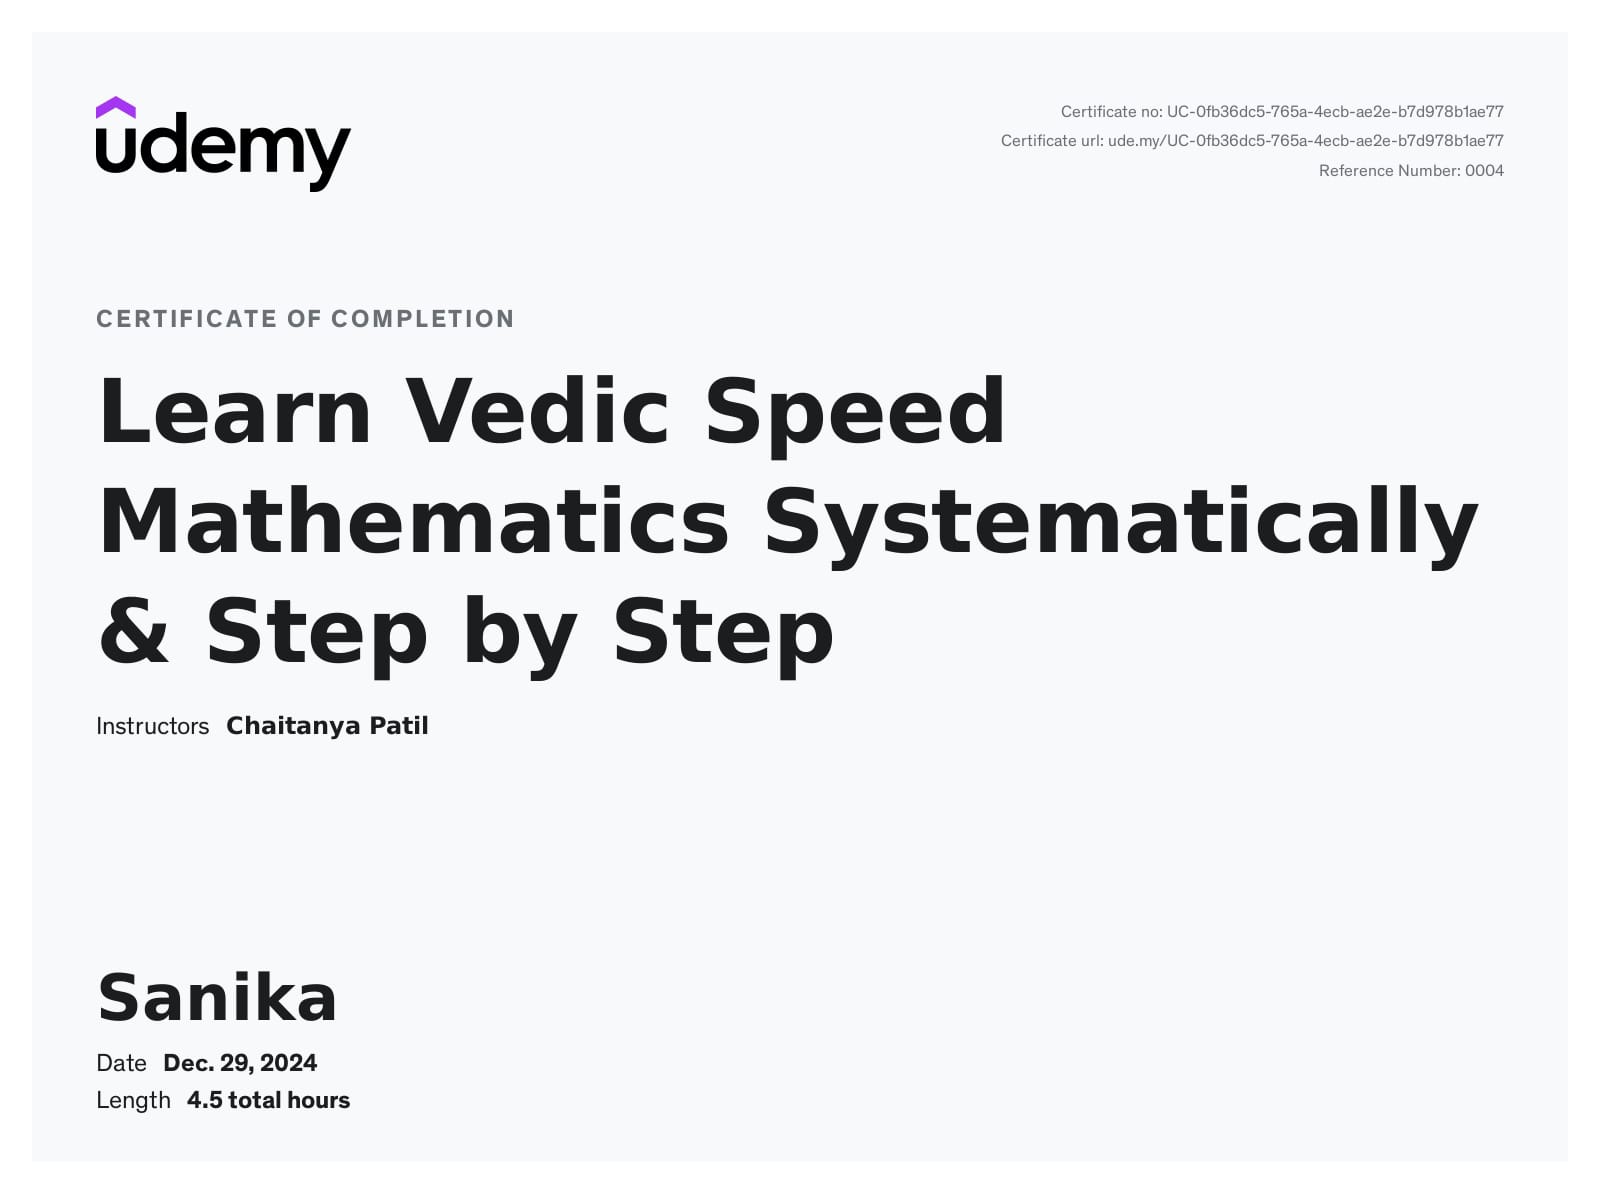 udemy
Certificate no: UC-0fb36dc5-765a-4ecb-ae2e-b7d978b1ae77
Certificate url: ude.my/UC-0fb36dc5-765a-4ecb-ae2e-b7d978b1ae77
Reference Number: 0004
CERTIFICATE OF COMPLETION
Learn Vedic Speed
Mathematics Systematically
& Step by Step
Instructors Chaitanya Patil
Sanika
Date Dec. 29, 2024
Length 4.5 total hours